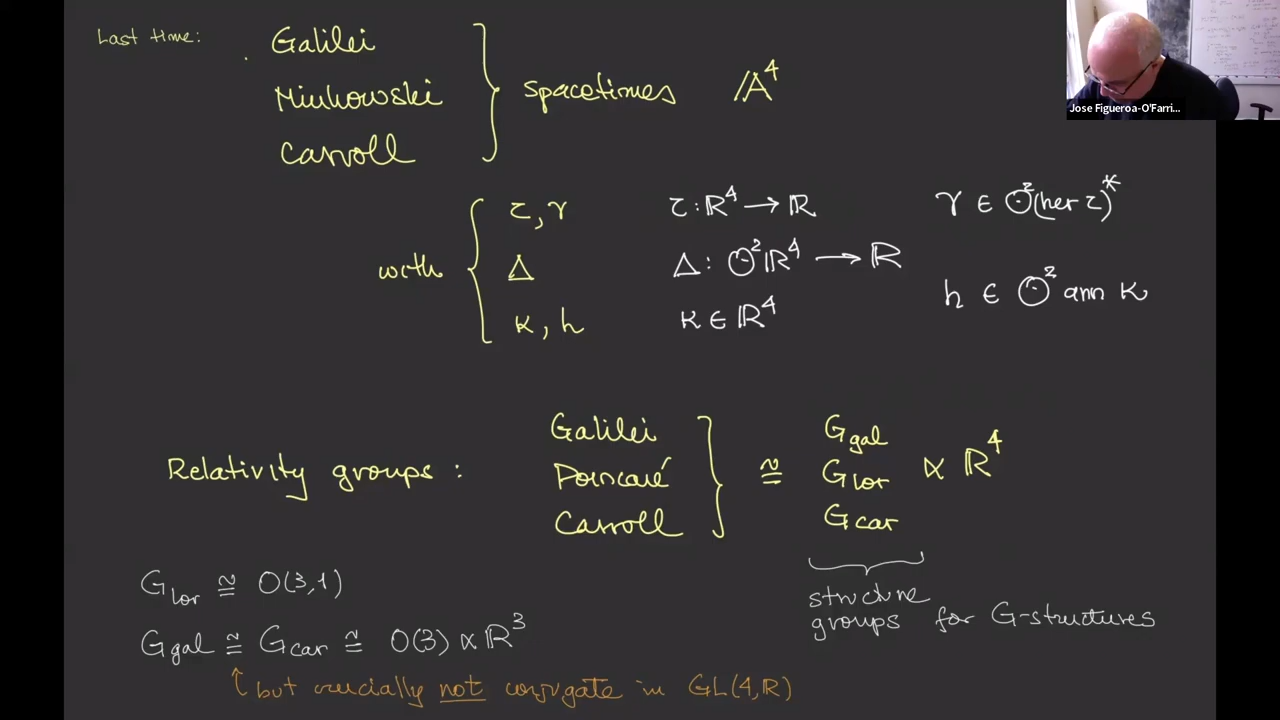 Last time:
Galilei
Minkowski
Carroll
spacetimes 𝔸⁴
with
τ, γ
τ : ℝ⁴ → ℝ
γ ∈ ⊙²(ker τ)*
Δ
Δ : ⊙²ℝ⁴ → ℝ
κ, h
κ ∈ ℝ⁴
h ∈ ⊙² ann κ
Relativity groups :
Galilei
Poincaré
Carroll
≅
G_gal
G_lor
G_car
⋉ ℝ⁴
structure
groups for G-structures
G_lor ≅ O(3,1)
G_gal ≅ G_car ≅ O(3) ⋉ ℝ³
↑ but crucially not conjugate in GL(4,ℝ)
Jose Figueroa-O'Farri...